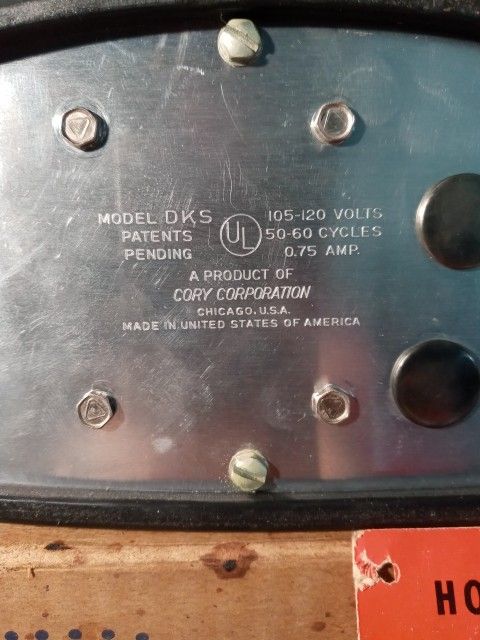 MODEL DKS UL 105-120 VOLTS
PATENTS 50-60 CYCLES
PENDING 0.75 AMP.
A PRODUCT OF
CORY CORPORATION
CHICAGO, U.S.A.
MADE IN UNITED STATES OF AMERICA
HO